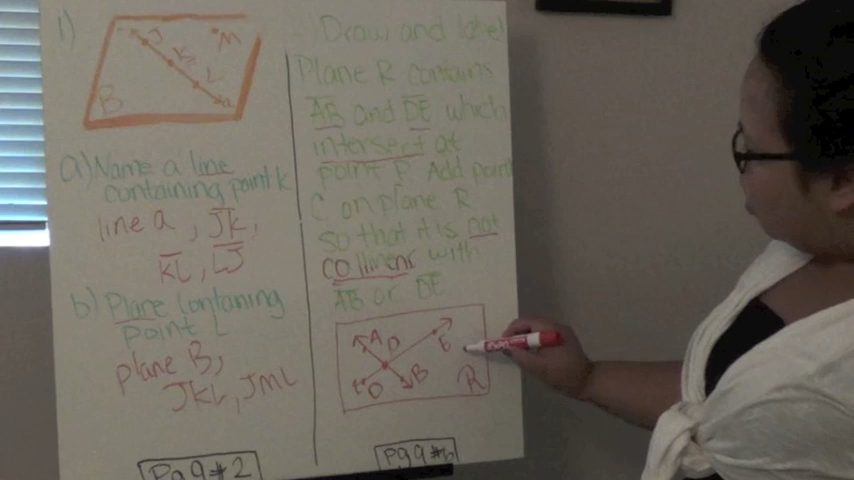 1)
J
K
L
M
a
B
a) Name a line
containing point K
line a, JK,
KL, LJ
b) Plane Containing
point L
plane B,
JKL, JML
Pg 9 #2
Draw and label
Plane R contains
AB and DE which
intersert at
point P. Add point
C on plane R
so that it is not
collinenr with
AB or DE
A
P
E
D
B
R
Pg 9 #6